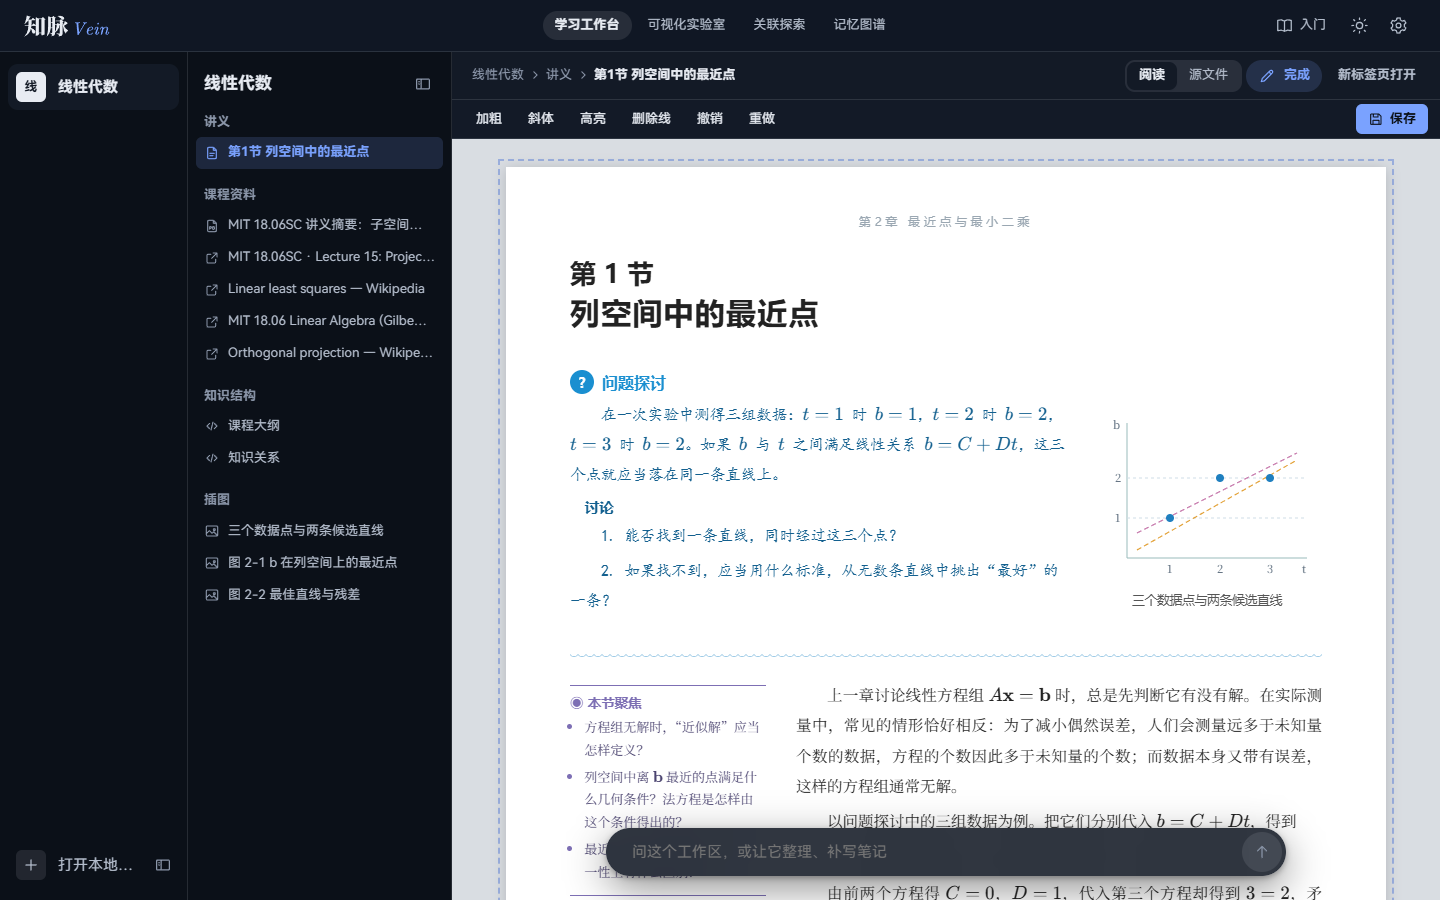 知脉 Vein
学习工作台
可视化实验室
关联探索
记忆图谱
入门
线 线性代数
线性代数
讲义
第1节 列空间中的最近点
课程资料
MIT 18.06SC 讲义摘要：子空间…
MIT 18.06SC · Lecture 15: Projec…
Linear least squares — Wikipedia
MIT 18.06 Linear Algebra (Gilbe…
Orthogonal projection — Wikipe…
知识结构
课程大纲
知识关系
插图
三个数据点与两条候选直线
图 2-1 b 在列空间上的最近点
图 2-2 最佳直线与残差
打开本地…
线性代数 › 讲义 › 第1节 列空间中的最近点
阅读 源文件
完成
新标签页打开
加粗 斜体 高亮 删除线 撤销 重做
保存
第2章 最近点与最小二乘
第 1 节
列空间中的最近点
? 问题探讨
在一次实验中测得三组数据：t = 1 时 b = 1，t = 2 时 b = 2，
t = 3 时 b = 2。如果 b 与 t 之间满足线性关系 b = C + Dt，这三
个点就应当落在同一条直线上。
讨论
1. 能否找到一条直线，同时经过这三个点？
2. 如果找不到，应当用什么标准，从无数条直线中挑出“最好”的
一条？
b
2
1
1 2 3 t
三个数据点与两条候选直线
本节聚焦
方程组无解时，“近似解”应当
怎样定义？
列空间中离 b 最近的点满足什
么几何条件？法方程是怎样由
这个条件得出的？
最近
一性
上一章讨论线性方程组 Ax = b 时，总是先判断它有没有解。在实际测
量中，常见的情形恰好相反：为了减小偶然误差，人们会测量远多于未知量
个数的数据，方程的个数因此多于未知量的个数；而数据本身又带有误差，
这样的方程组通常无解。
以问题探讨中的三组数据为例。把它们分别代入 b = C + Dt，得到
问这个工作区，或让它整理、补写笔记
由前两个方程得 C = 0，D = 1，代入第三个方程却得到 3 = 2，矛